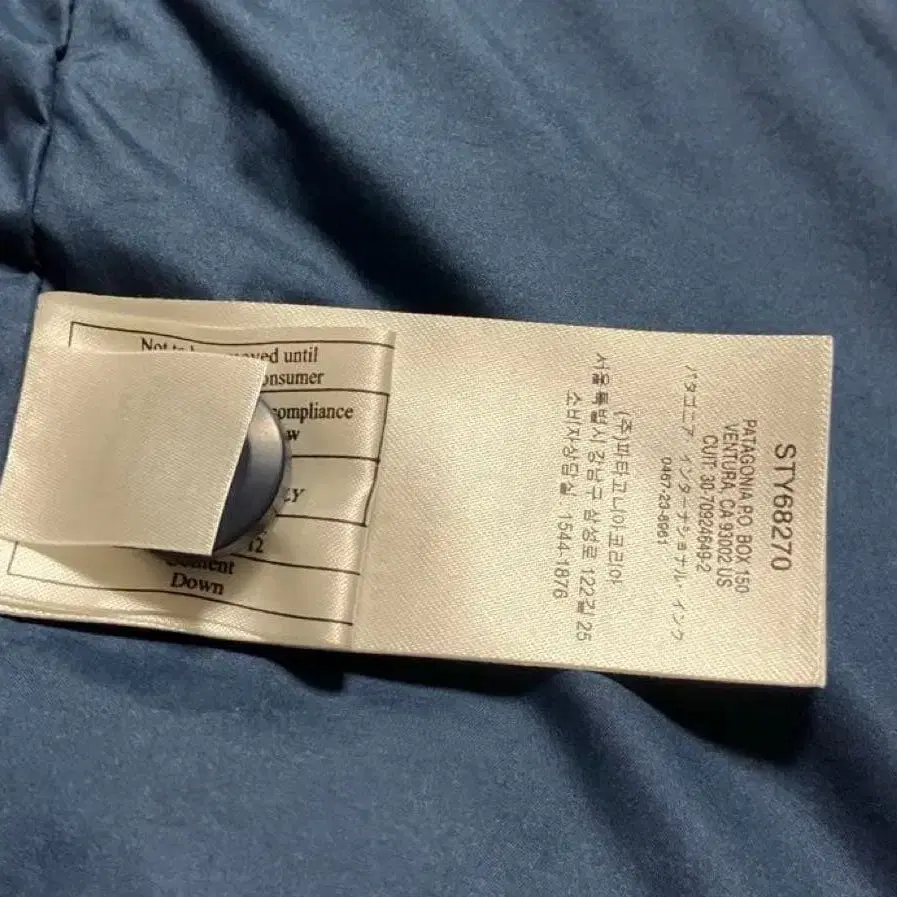 STY68270
PATAGONIA P.O. BOX 150
VENTURA, CA 93002 US
CUIT: 30 70924649-2
パタゴニア インターナショナル・インク
0467-23-8961
(주)파타고니아코리아,
서울특별시 강남구 삼성로 122길 25
소비자상담실 1544-1876
Not to until
onsumer
compliance
12
Down